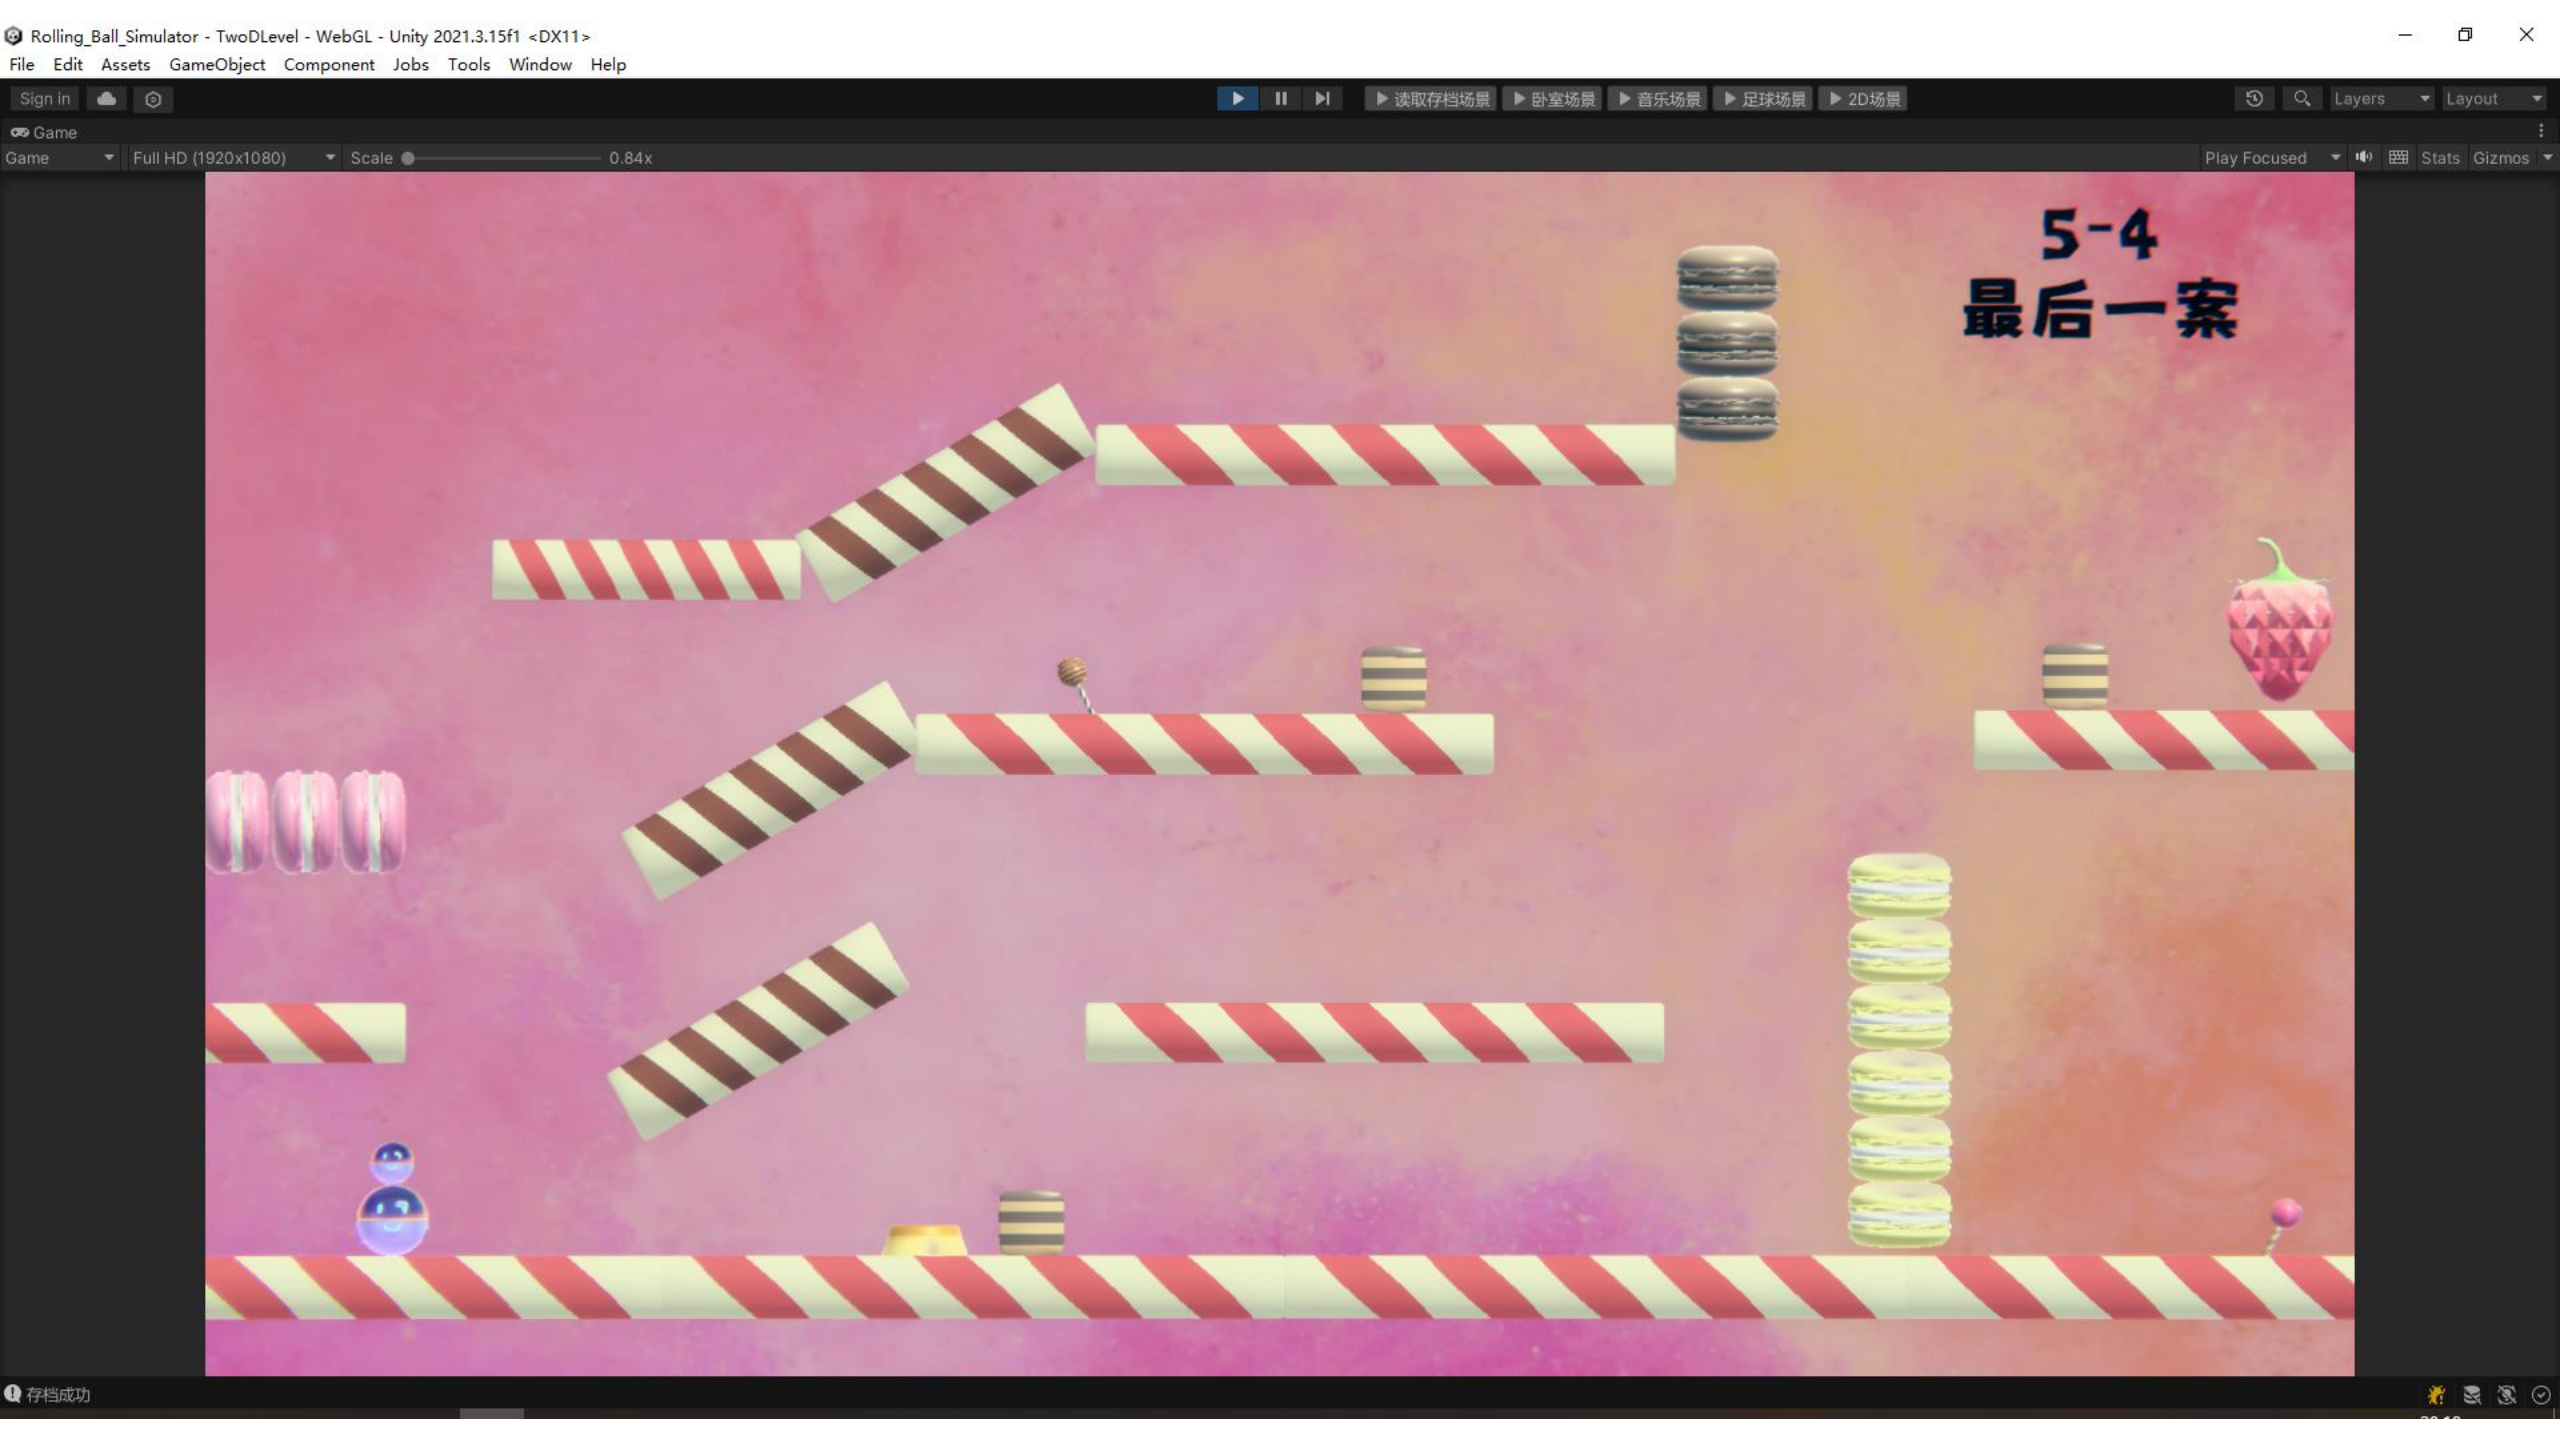 Rolling_Ball_Simulator - TwoDLevel - WebGL - Unity 2021.3.15f1 <DX11>
File Edit Assets GameObject Component Jobs Tools Window Help
Sign in 读取存档场景 卧室场景 音乐场景 足球场景 2D场景 Layers Layout
Game
Game Full HD (1920x1080) Scale 0.84x Play Focused Stats Gizmos
5-4
最后一案
存档成功